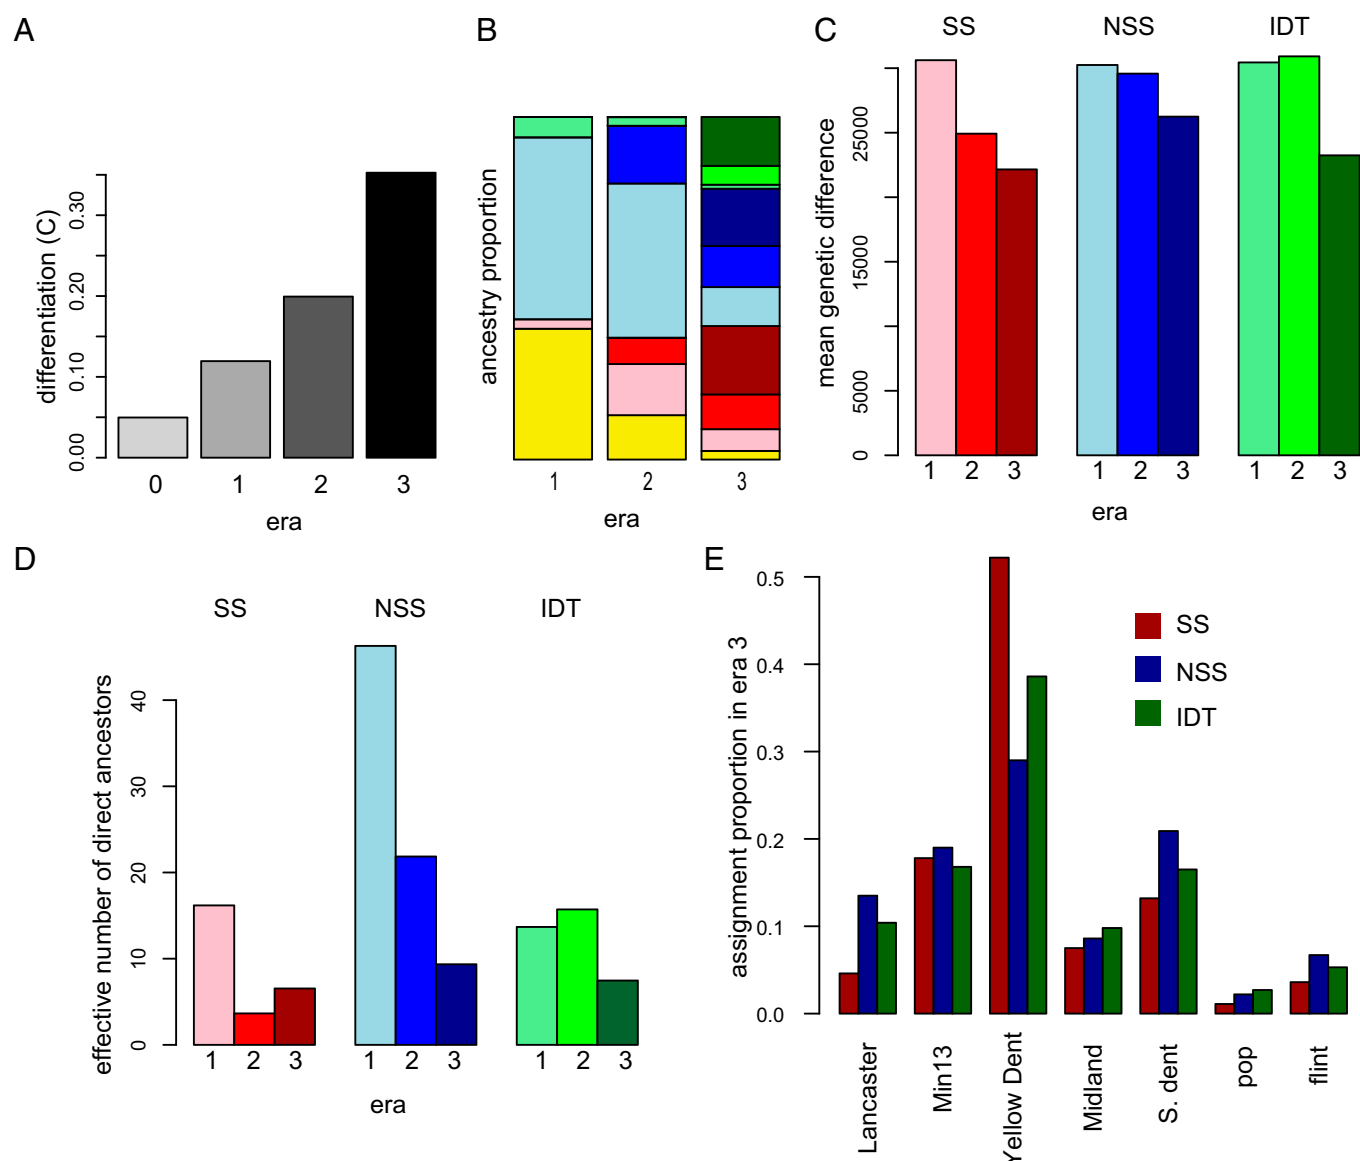 A
differentiation (C)
0.00
0.10
0.20
0.30
0
1
2
3
era
B
ancestry proportion
1
2
3
era
C
SS
NSS
IDT
mean genetic difference
0
5000
15000
25000
1
2
3
1
2
3
1
2
3
era
D
SS
NSS
IDT
effective number of direct ancestors
0
10
20
30
40
1
2
3
1
2
3
1
2
3
era
E
assignment proportion in era 3
0.5
0.4
0.3
0.2
0.1
0.0
SS
NSS
IDT
Lancaster
Min13
Yellow Dent
Midland
S. dent
pop
flint